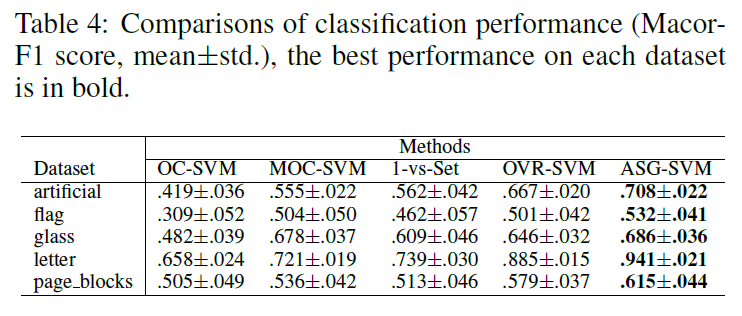 Table 4: Comparisons of classification performance (Macor-
F1 score, mean±std.), the best performance on each dataset
is in bold.
Methods
Dataset OC-SVM MOC-SVM 1-vs-Set OVR-SVM ASG-SVM
artificial .419±.036 .555±.022 .562±.042 .667±.020 .708±.022
flag .309±.052 .504±.050 .462±.057 .501±.042 .532±.041
glass .482±.039 .678±.037 .609±.046 .646±.032 .686±.036
letter .658±.024 .721±.019 .739±.030 .885±.015 .941±.021
page_blocks .505±.049 .536±.042 .513±.046 .579±.037 .615±.044